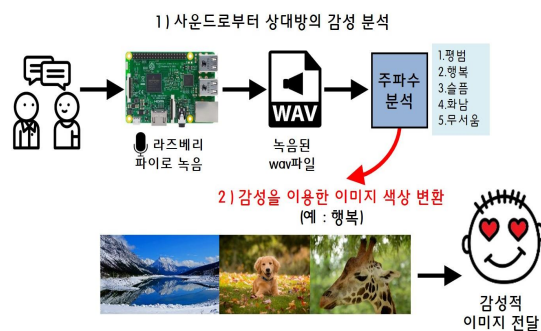 1) 사운드로부터 상대방의 감성 분석
라즈베리
파이로 녹음
WAV
녹음된
wav파일
주파수
분석
1.평범
2.행복
3.슬픔
4.화남
5.무서움
2) 감성을 이용한 이미지 색상 변환
(예 : 행복)
감성적
이미지 전달